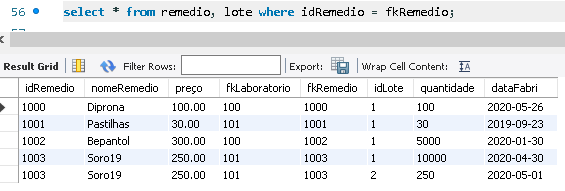 56 select * from remedio, lote where idRemedio = fkRemedio;
Result Grid Filter Rows: Export: Wrap Cell Content:
idRemedio nomeRemedio preço fkLaboratorio fkRemedio idLote quantidade dataFabri
1000 Diprona 100.00 100 1000 1 100 2020-05-26
1001 Pastilhas 30.00 101 1001 1 30 2019-09-23
1002 Bepantol 300.00 100 1002 1 5000 2020-01-30
1003 Soro19 250.00 101 1003 1 10000 2020-04-30
1003 Soro19 250.00 101 1003 2 250 2020-05-01